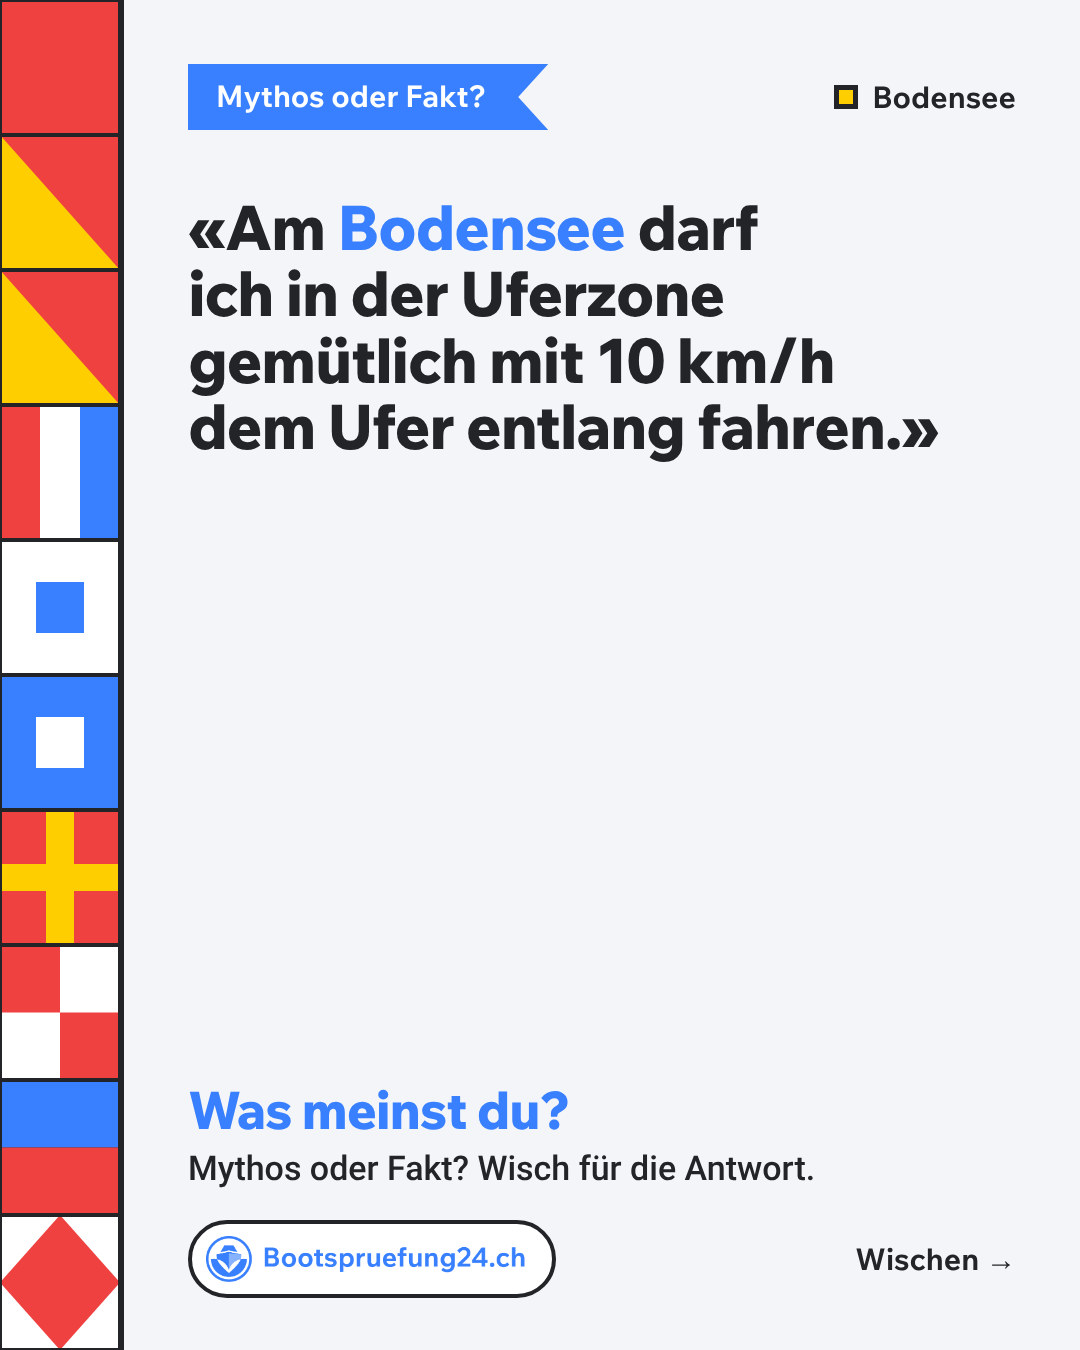 Mythos oder Fakt?
Bodensee
«Am Bodensee darf
ich in der Uferzone
gemütlich mit 10 km/h
dem Ufer entlang fahren.»
Was meinst du?
Mythos oder Fakt? Wisch für die Antwort.
Bootspruefung24.ch
Wischen →